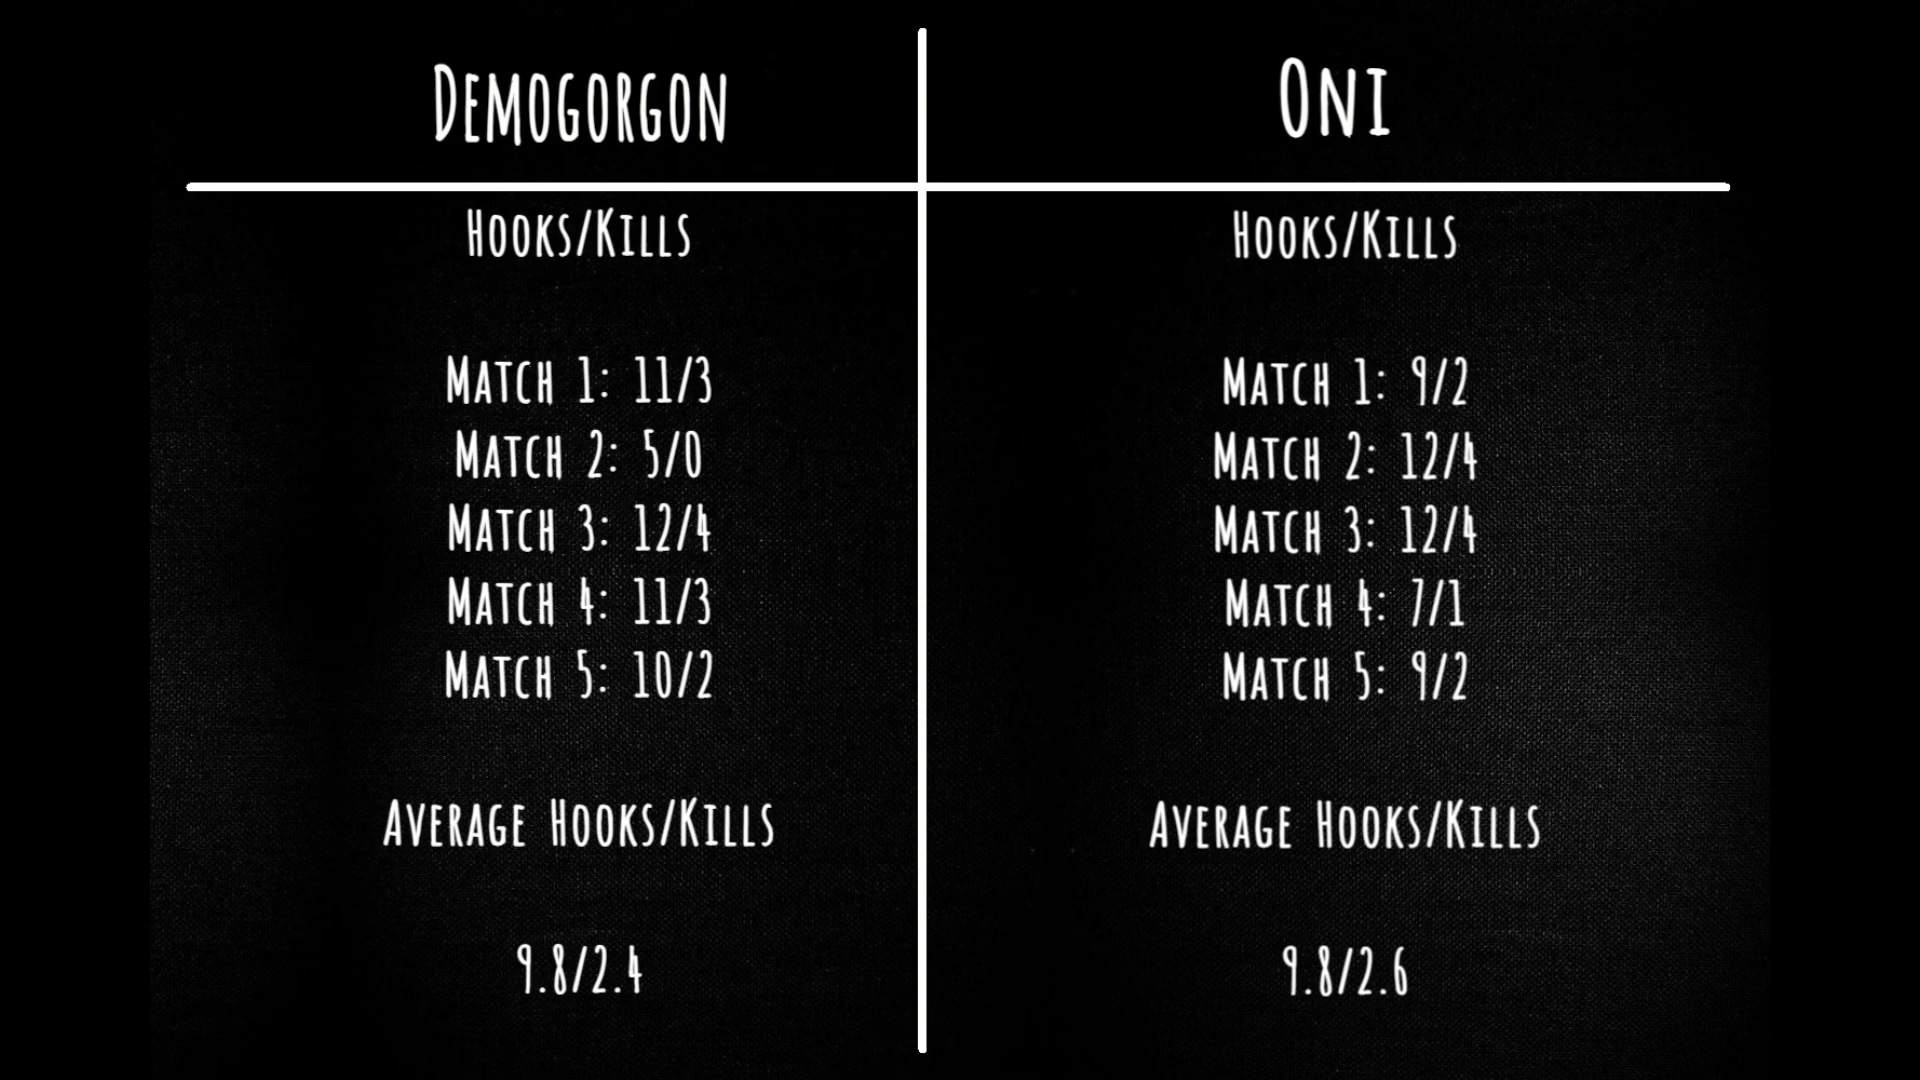 Demogorgon
Hooks/Kills
Match 1: 11/3
Match 2: 5/0
Match 3: 12/4
Match 4: 11/3
Match 5: 10/2
Average Hooks/Kills
9.8/2.4
Oni
Hooks/Kills
Match 1: 9/2
Match 2: 12/4
Match 3: 12/4
Match 4: 7/1
Match 5: 9/2
Average Hooks/Kills
9.8/2.6